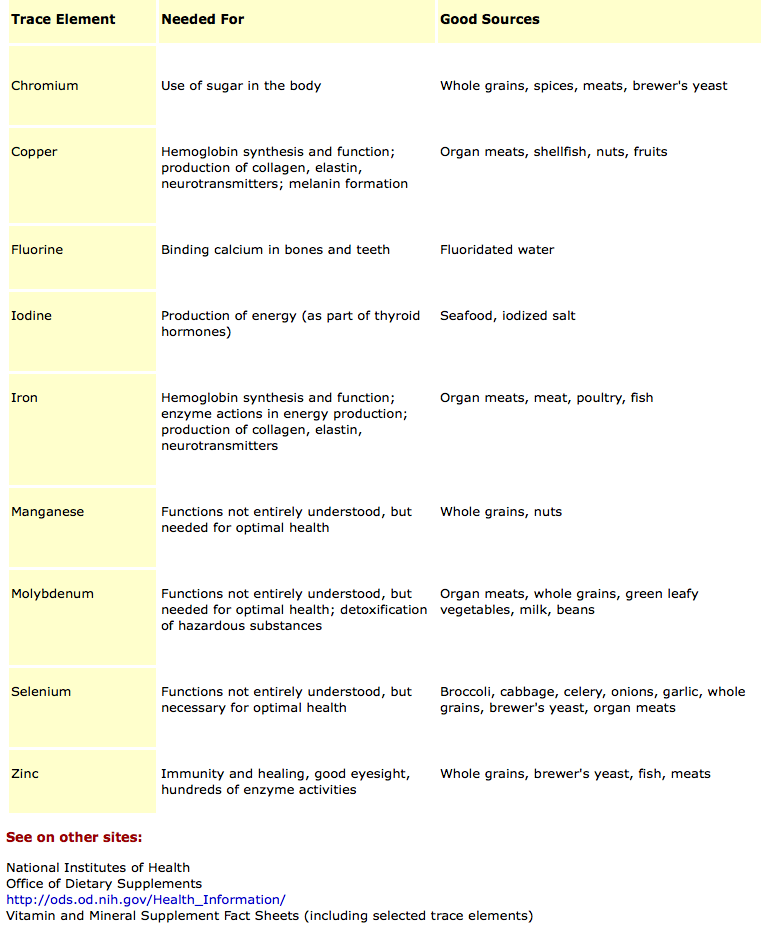 Trace Element Needed For Good Sources
Chromium Use of sugar in the body Whole grains, spices, meats, brewer's yeast
Copper Hemoglobin synthesis and function; Organ meats, shellfish, nuts, fruits
production of collagen, elastin,
neurotransmitters; melanin formation
Fluorine Binding calcium in bones and teeth Fluoridated water
Iodine Production of energy (as part of thyroid Seafood, iodized salt
hormones)
Iron Hemoglobin synthesis and function; Organ meats, meat, poultry, fish
enzyme actions in energy production;
production of collagen, elastin,
neurotransmitters
Manganese Functions not entirely understood, but Whole grains, nuts
needed for optimal health
Molybdenum Functions not entirely understood, but Organ meats, whole grains, green leafy
needed for optimal health; detoxification vegetables, milk, beans
of hazardous substances
Selenium Functions not entirely understood, but Broccoli, cabbage, celery, onions, garlic, whole
necessary for optimal health grains, brewer's yeast, organ meats
Zinc Immunity and healing, good eyesight, Whole grains, brewer's yeast, fish, meats
hundreds of enzyme activities
See on other sites:
National Institutes of Health
Office of Dietary Supplements
http://ods.od.nih.gov/Health_Information/
Vitamin and Mineral Supplement Fact Sheets (including selected trace elements)